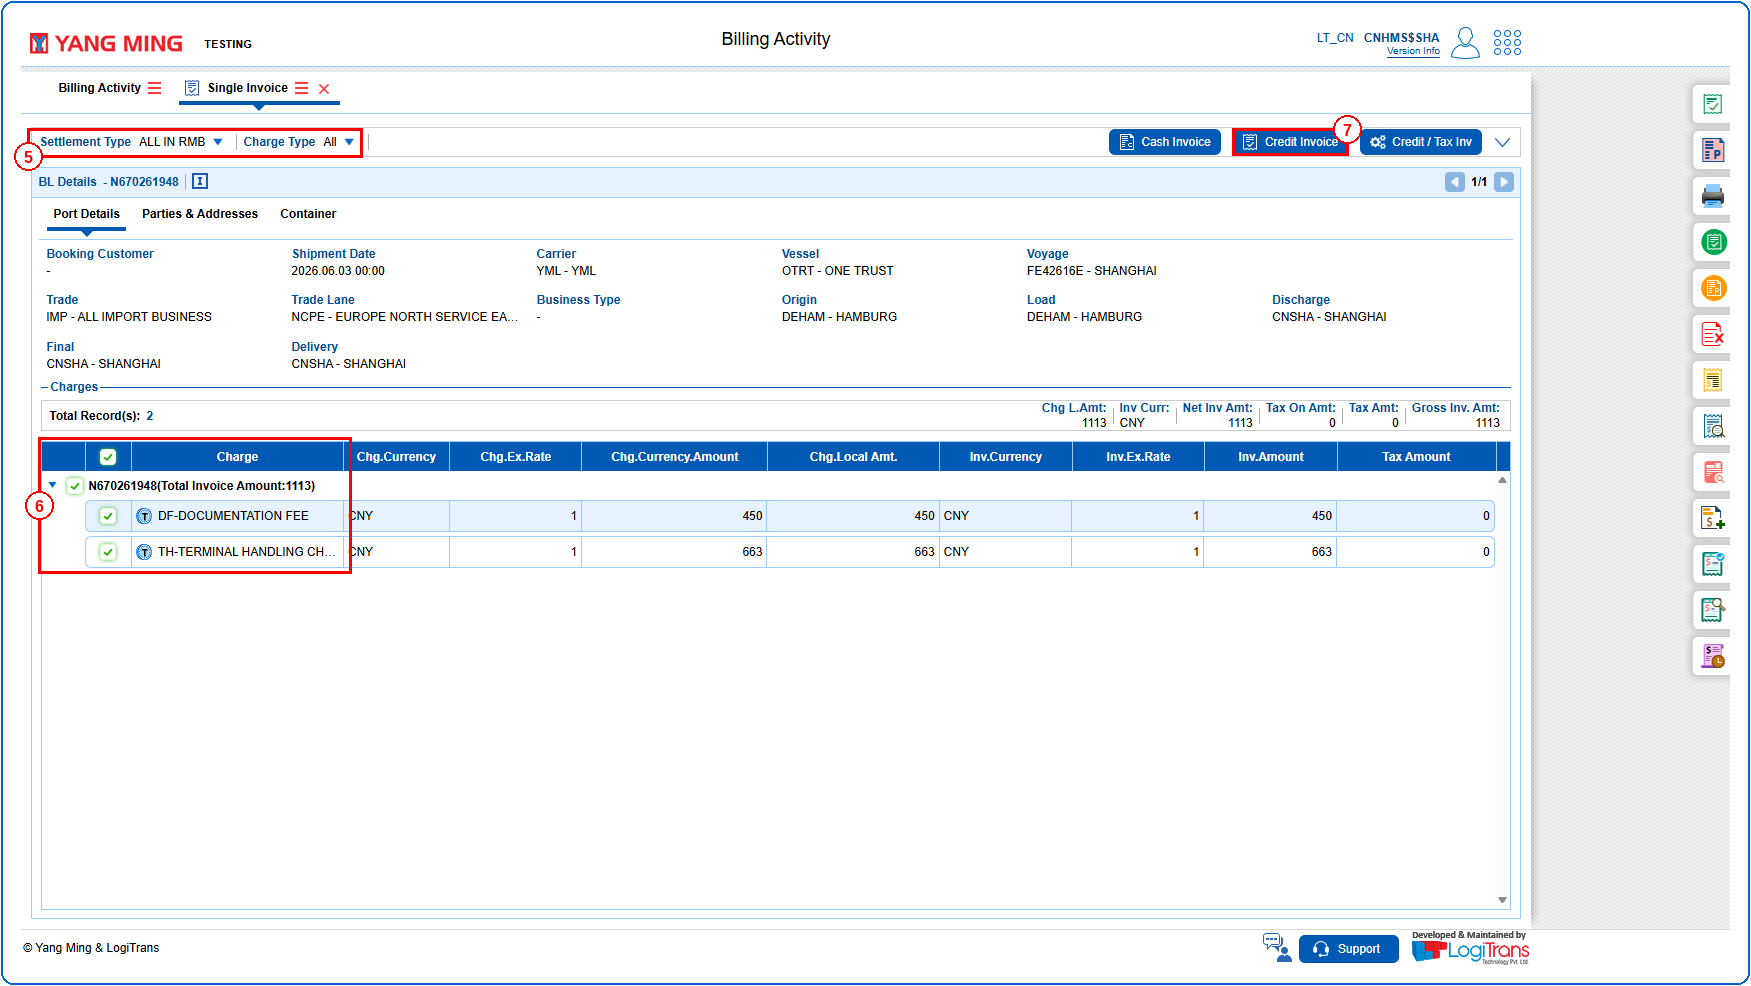 YANG MING TESTING
Billing Activity
LT_CN CNHMS$SHA
Version Info
Billing Activity Single Invoice
Settlement Type ALL IN RMB Charge Type All
5
Cash Invoice Credit Invoice Credit / Tax Inv
7
BL Details - N670261948
1/1
Port Details Parties & Addresses Container
Booking Customer Shipment Date Carrier Vessel Voyage
- 2026.06.03 00:00 YML - YML OTRT - ONE TRUST FE42616E - SHANGHAI
Trade Trade Lane Business Type Origin Load Discharge
IMP - ALL IMPORT BUSINESS NCPE - EUROPE NORTH SERVICE EA... - DEHAM - HAMBURG DEHAM - HAMBURG CNSHA - SHANGHAI
Final Delivery
CNSHA - SHANGHAI CNSHA - SHANGHAI
Charges
Total Record(s): 2
Chg L.Amt: Inv Curr: Net Inv Amt: Tax On Amt: Tax Amt: Gross Inv. Amt:
1113 CNY 1113 0 0 1113
Charge Chg.Currency Chg.Ex.Rate Chg.Currency.Amount Chg.Local Amt. Inv.Currency Inv.Ex.Rate Inv.Amount Tax Amount
N670261948(Total Invoice Amount:1113)
6
T DF-DOCUMENTATION FEE CNY 1 450 450 CNY 1 450 0
T TH-TERMINAL HANDLING CH... CNY 1 663 663 CNY 1 663 0
© Yang Ming & LogiTrans
Support
Developed & Maintained by
LogiTrans
Technology Pvt. Ltd.